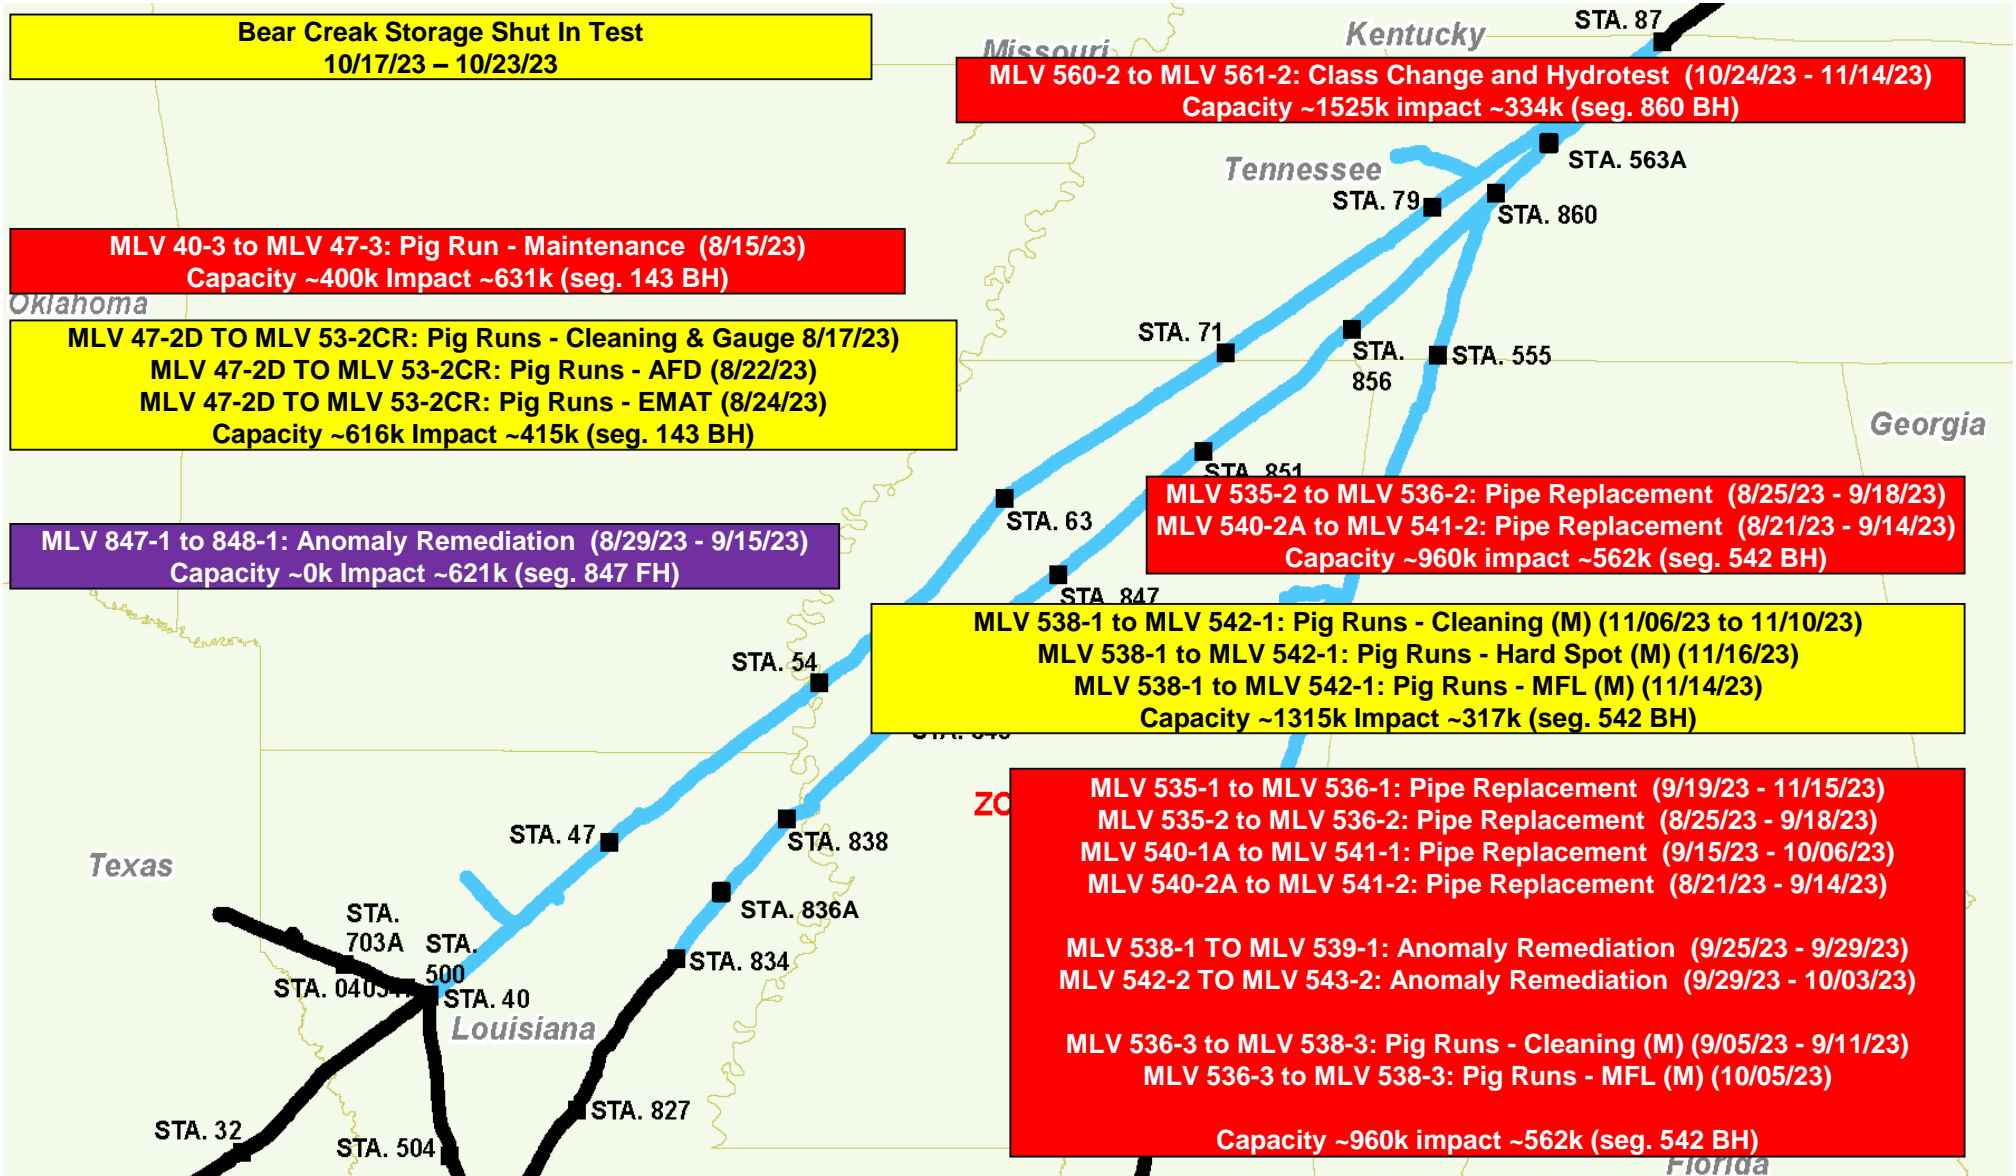 Bear Creak Storage Shut In Test
10/17/23 – 10/23/23
STA. 87
Kentucky
Missouri
MLV 560-2 to MLV 561-2: Class Change and Hydrotest (10/24/23 - 11/14/23)
Capacity ~1525k impact ~334k (seg. 860 BH)
STA. 563A
Tennessee
STA. 79
STA. 860
MLV 40-3 to MLV 47-3: Pig Run - Maintenance (8/15/23)
Capacity ~400k Impact ~631k (seg. 143 BH)
Oklahoma
MLV 47-2D TO MLV 53-2CR: Pig Runs - Cleaning & Gauge 8/17/23)
MLV 47-2D TO MLV 53-2CR: Pig Runs - AFD (8/22/23)
MLV 47-2D TO MLV 53-2CR: Pig Runs - EMAT (8/24/23)
Capacity ~616k Impact ~415k (seg. 143 BH)
STA. 71
STA.
856
STA. 555
Georgia
STA. 851
MLV 535-2 to MLV 536-2: Pipe Replacement (8/25/23 - 9/18/23)
MLV 540-2A to MLV 541-2: Pipe Replacement (8/21/23 - 9/14/23)
Capacity ~960k impact ~562k (seg. 542 BH)
STA. 63
MLV 847-1 to 848-1: Anomaly Remediation (8/29/23 - 9/15/23)
Capacity ~0k Impact ~621k (seg. 847 FH)
STA. 847
MLV 538-1 to MLV 542-1: Pig Runs - Cleaning (M) (11/06/23 to 11/10/23)
MLV 538-1 to MLV 542-1: Pig Runs - Hard Spot (M) (11/16/23)
MLV 538-1 to MLV 542-1: Pig Runs - MFL (M) (11/14/23)
Capacity ~1315k Impact ~317k (seg. 542 BH)
STA. 54
ZO
MLV 535-1 to MLV 536-1: Pipe Replacement (9/19/23 - 11/15/23)
MLV 535-2 to MLV 536-2: Pipe Replacement (8/25/23 - 9/18/23)
MLV 540-1A to MLV 541-1: Pipe Replacement (9/15/23 - 10/06/23)
MLV 540-2A to MLV 541-2: Pipe Replacement (8/21/23 - 9/14/23)
MLV 538-1 TO MLV 539-1: Anomaly Remediation (9/25/23 - 9/29/23)
MLV 542-2 TO MLV 543-2: Anomaly Remediation (9/29/23 - 10/03/23)
MLV 536-3 to MLV 538-3: Pig Runs - Cleaning (M) (9/05/23 - 9/11/23)
MLV 536-3 to MLV 538-3: Pig Runs - MFL (M) (10/05/23)
Capacity ~960k impact ~562k (seg. 542 BH)
STA. 47
STA. 838
Texas
STA. 836A
STA.
703A
STA.
500
STA. 834
STA.
STA. 40
Louisiana
STA. 827
STA. 32
STA. 504
Florida